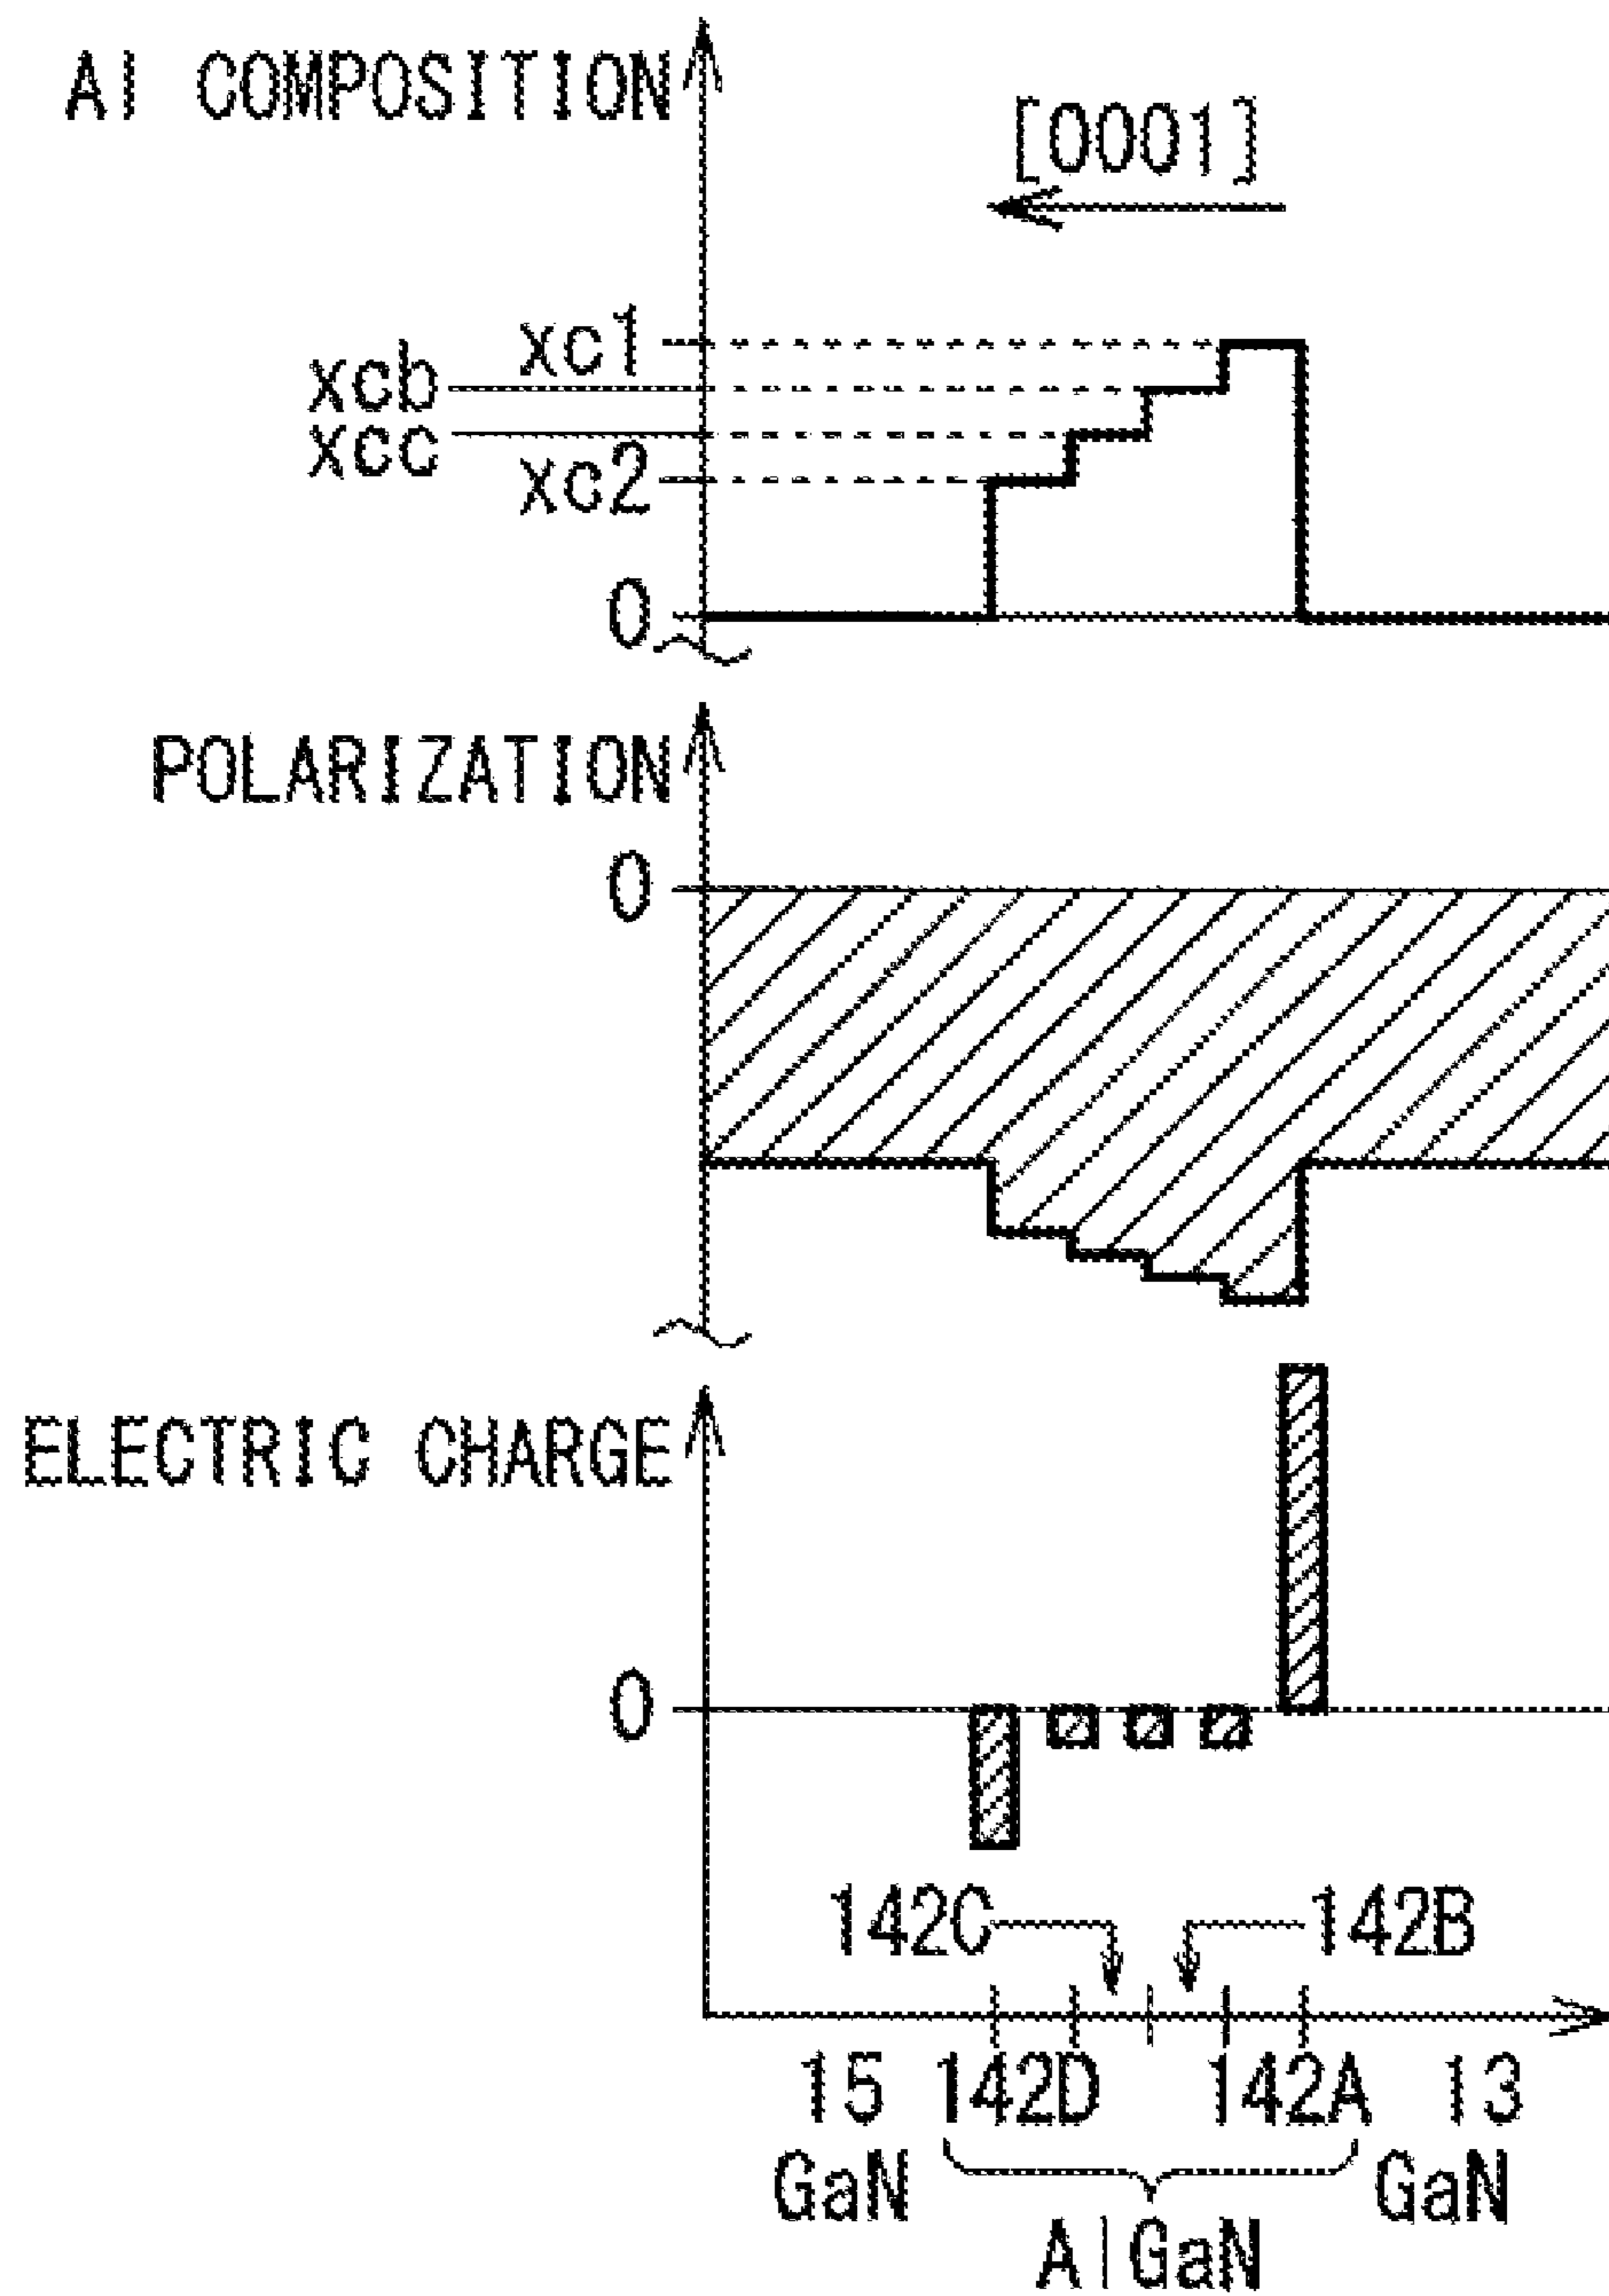 Al COMPOSITION
[0001]
xc1
xcb
xcc
xc2
0
POLARIZATION
0
ELECTRIC CHARGE
0
142C 142B
15 142D 142A 13
GaN GaN
AlGaN